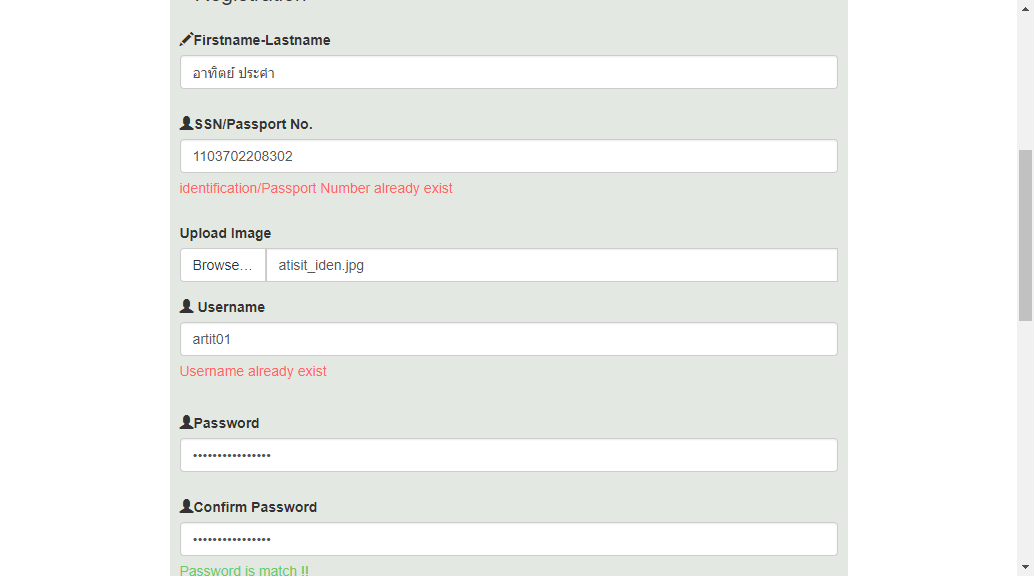 Registration
Firstname-Lastname
อาทิตย์ ประคำ
SSN/Passport No.
1103702208302
identification/Passport Number already exist
Upload Image
Browse... atisit_iden.jpg
Username
artit01
Username already exist
Password
••••••••••••••••
Confirm Password
••••••••••••••••
Password is match !!